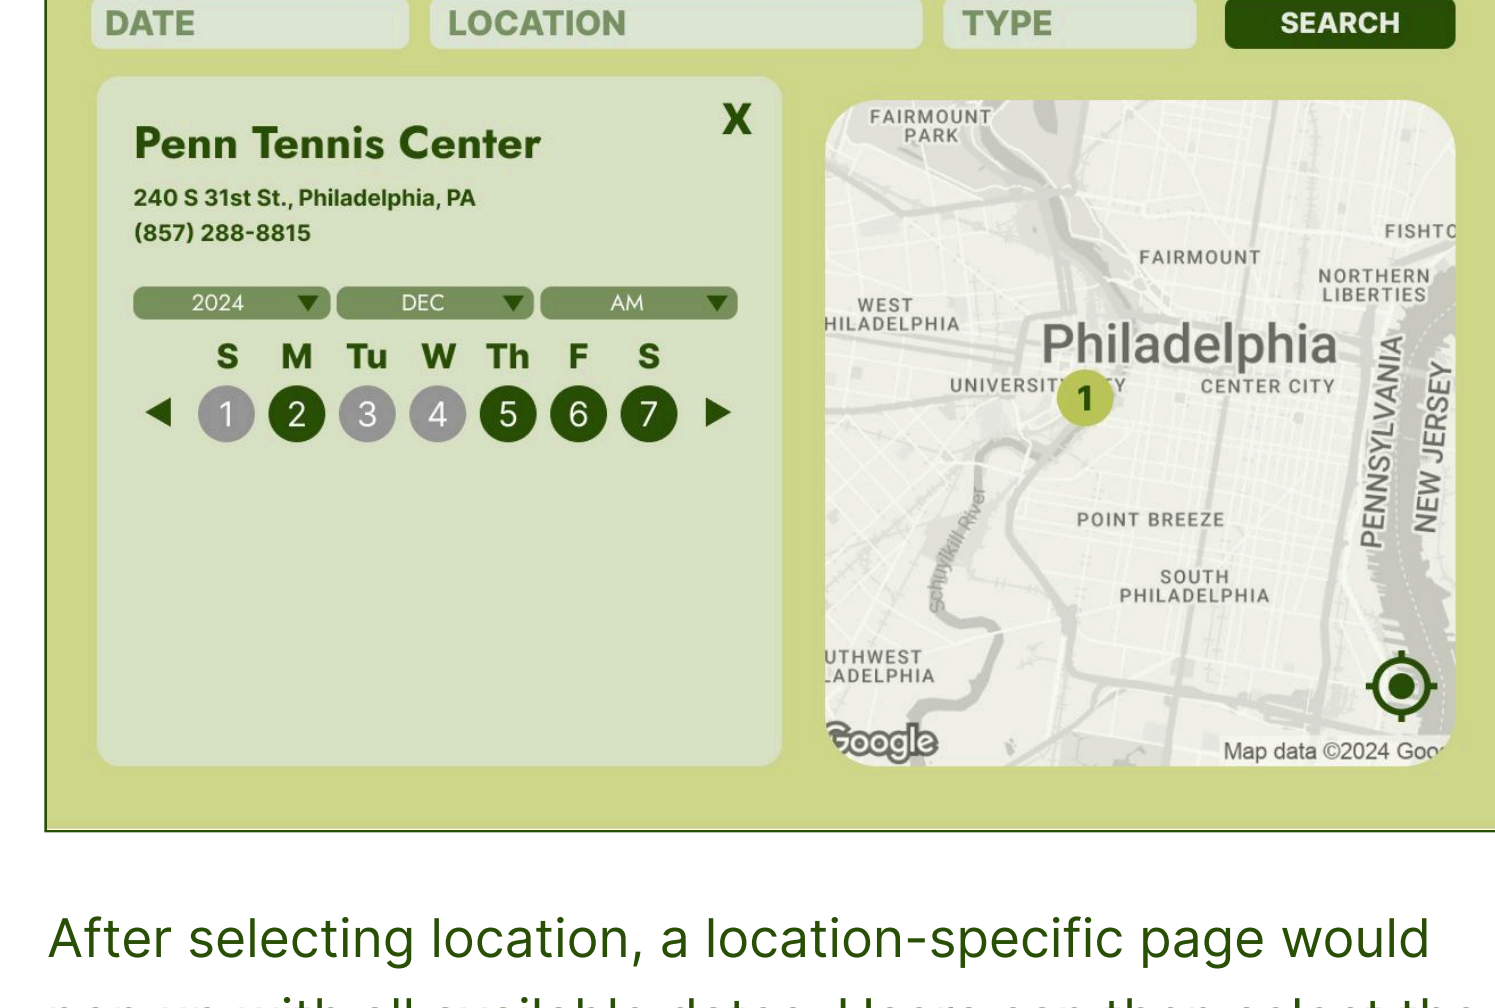 DATE LOCATION TYPE SEARCH
X
Penn Tennis Center
240 S 31st St., Philadelphia, PA
(857) 288-8815
2024 DEC AM
S M Tu W Th F S
1 2 3 4 5 6 7
FAIRMOUNT
PARK
FISHTO
FAIRMOUNT
NORTHERN
LIBERTIES
WEST
HILADELPHIA
Philadelphia
UNIVERSIT Y
1
CENTER CITY
PENNSYLVANIA
NEW JERSEY
Schuylkill River
POINT BREEZE
SOUTH
PHILADELPHIA
UTHWEST
LADELPHIA
Google
Map data ©2024 Goo
After selecting location, a location-specific page would